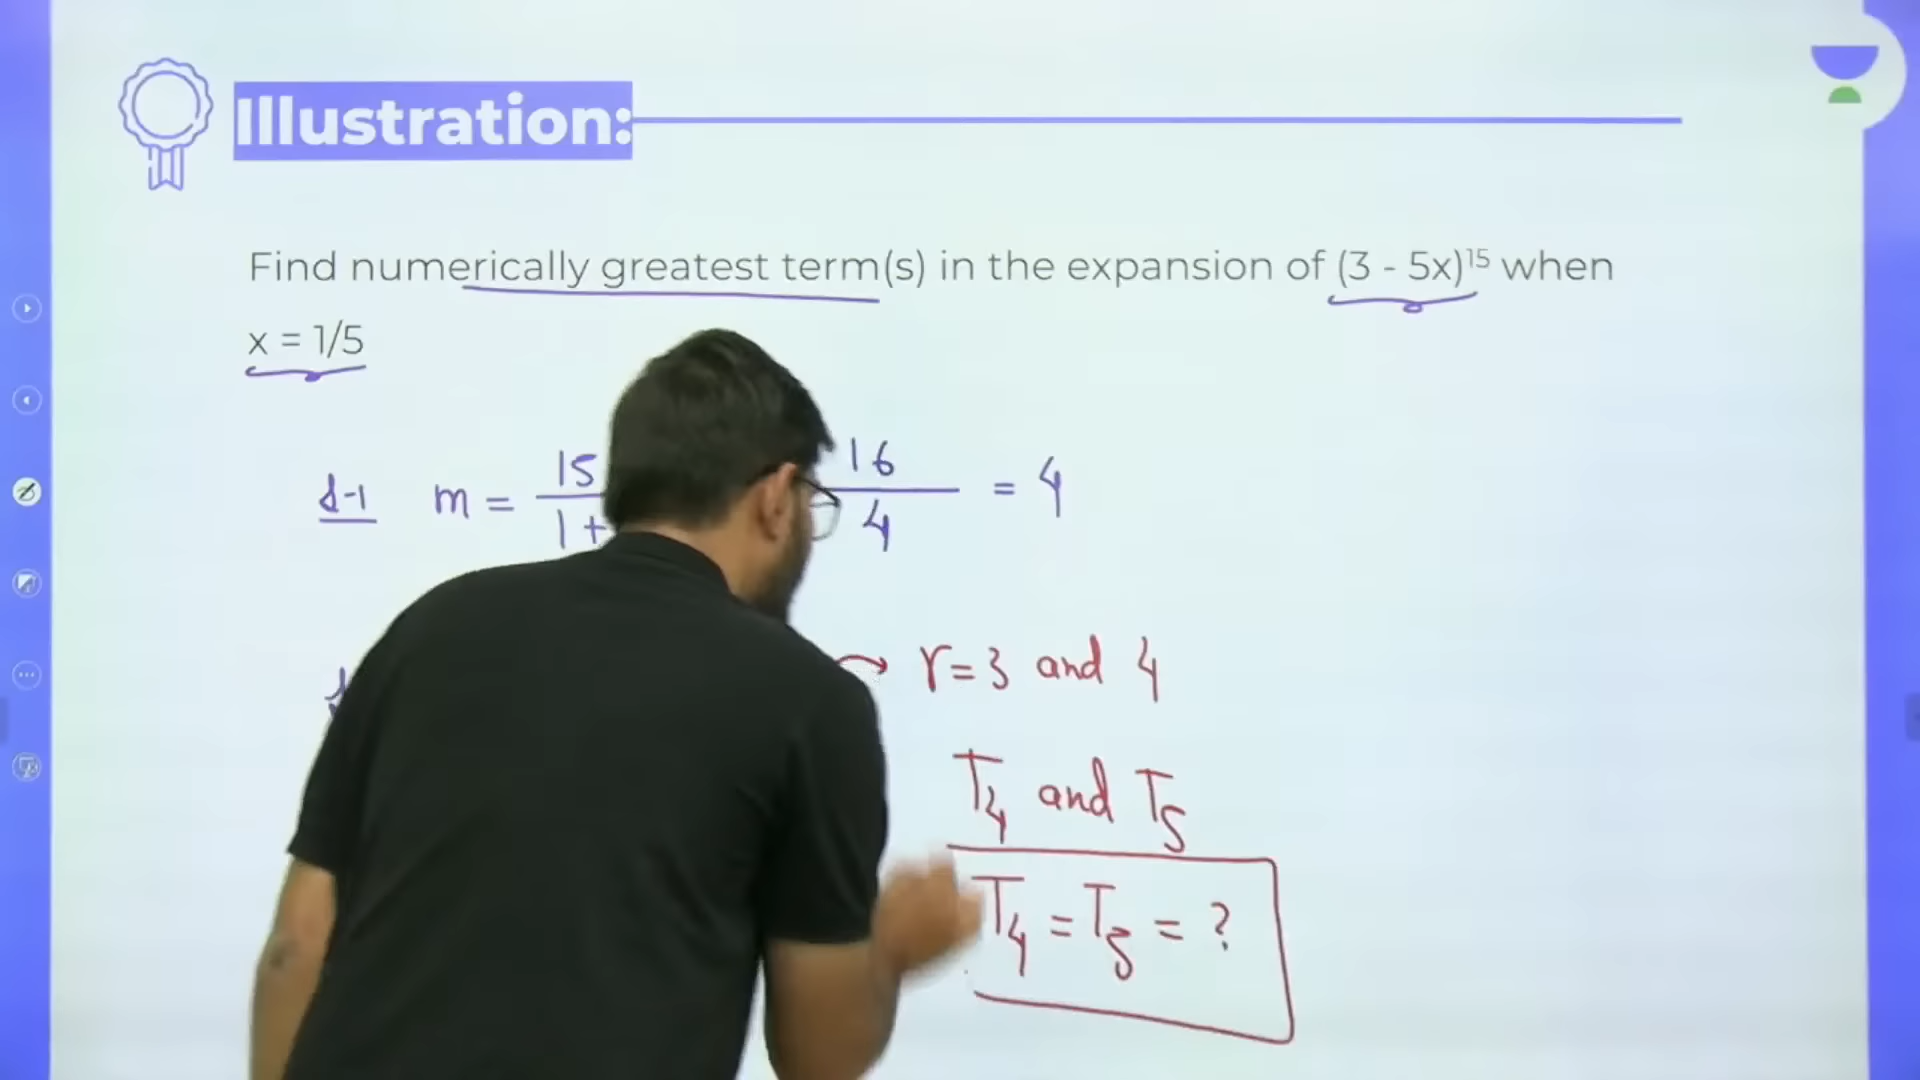 Illustration:
Find numerically greatest term(s) in the expansion of (3 - 5x)¹⁵ when
x = 1/5
s-1 m = 15 / 1+ 16 / 4 = 4
r = 3 and 4
T₄ and T₅
T₄ = T₅ = ?